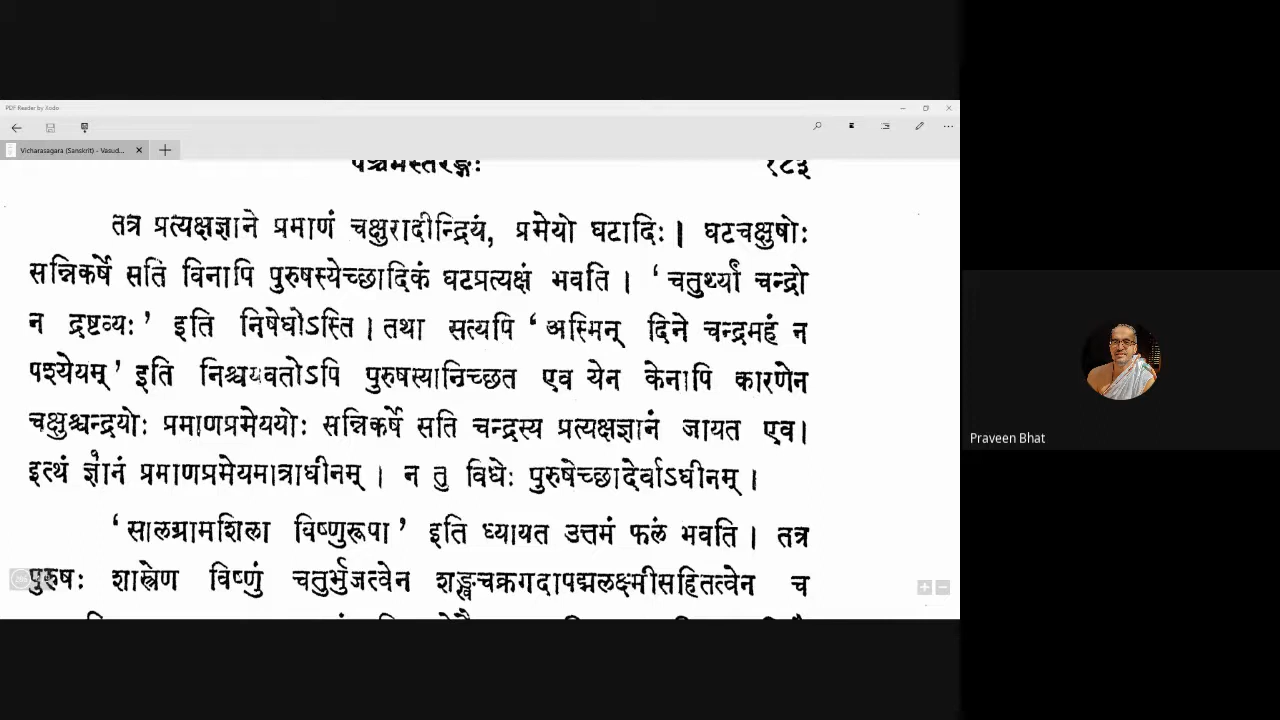 PDF Reader by Xodo
Vicharasagara (Sanskrit) - Vasud...
पञ्चमस्तरङ्गः १८३
तत्र प्रत्यक्षज्ञाने प्रमाणं चक्षुरादीन्द्रियं, प्रमेयो घटादिः । घटचक्षुषोः
सन्निकर्षे सति विनापि पुरुषस्येच्छादिकं घटप्रत्यक्षं भवति । ‘चतुर्थ्यां चन्द्रो
न द्रष्टव्यः’ इति निषेधोऽस्ति । तथा सत्यपि ‘अस्मिन् दिने चन्द्रमहं न
पश्येयम्’ इति निश्चयवतोऽपि पुरुषस्यानिच्छत एव येन केनापि कारणेन
चक्षुश्चन्द्रयोः प्रमाणप्रमेययोः सन्निकर्षे सति चन्द्रस्य प्रत्यक्षज्ञानं जायत एव।
इत्थं ज्ञानं प्रमाणप्रमेयमात्राधीनम् । न तु विधेः पुरुषेच्छादेर्वाऽधीनम् ।
‘सालग्रामशिला विष्णुरूपा’ इति ध्यायत उत्तमं फलं भवति । तत्र
पुरुषः शास्त्रेण विष्णुं चतुर्भुजत्वेन शङ्खचक्रगदापद्मलक्ष्मीसहितत्वेन च
Praveen Bhat